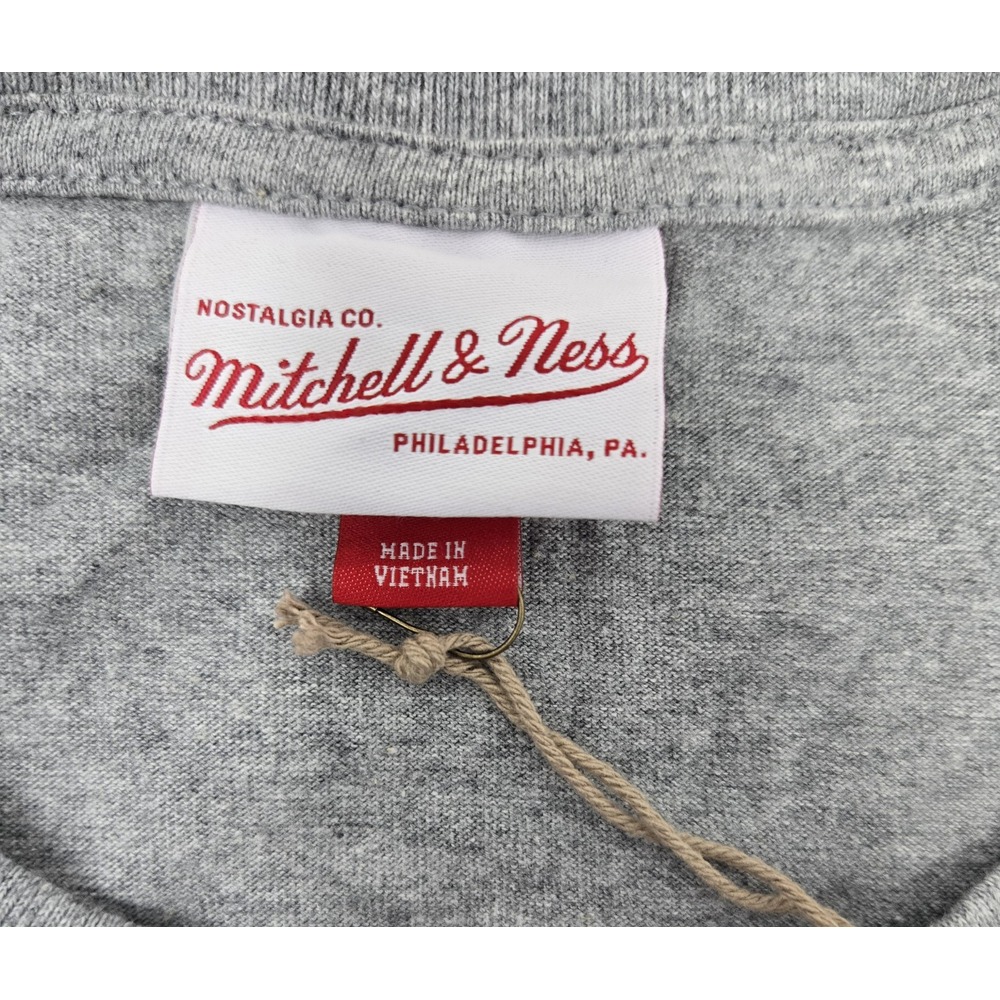 NOSTALGIA CO.
Mitchell & Ness
PHILADELPHIA, PA.
MADE IN
VIETNAM